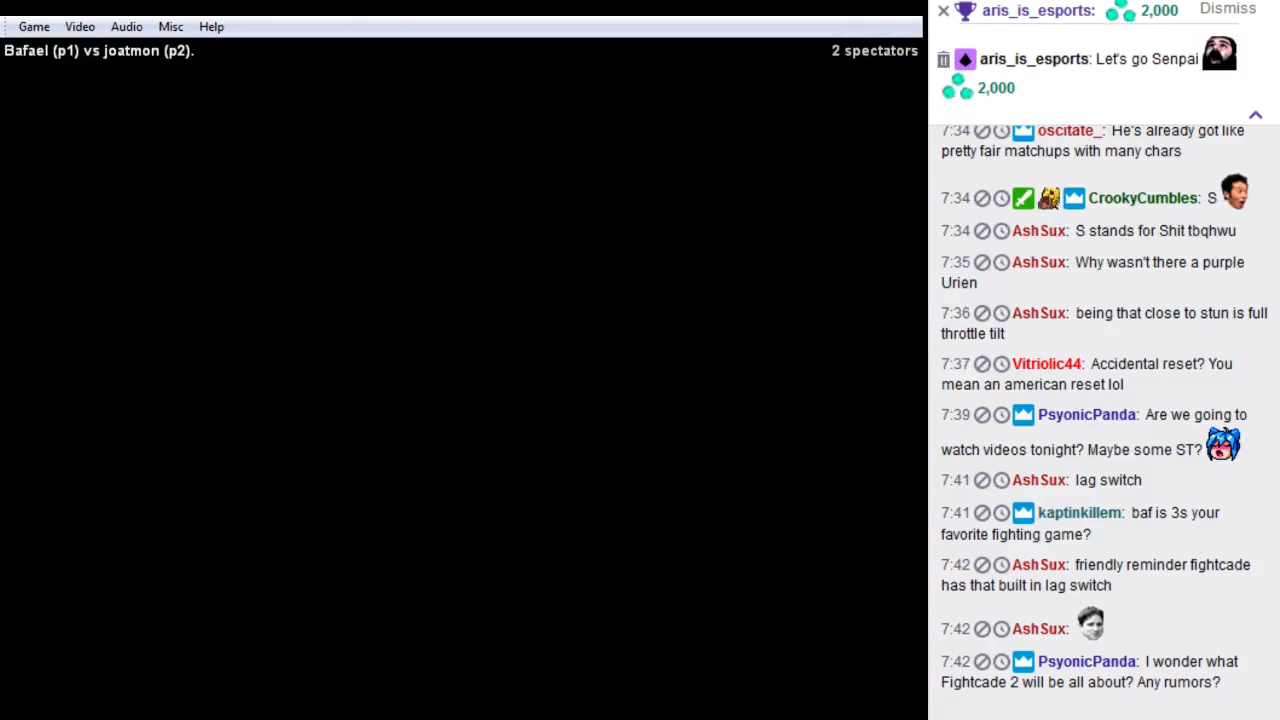 Game Video Audio Misc Help
Bafael (p1) vs joatmon (p2).
2 spectators
aris_is_esports: 2,000 Dismiss
aris_is_esports: Let's go Senpai
2,000
7:34 oscitate_: He's already got like
pretty fair matchups with many chars
7:34 CrookyCumbles: S
7:34 AshSux: S stands for Shit tbqhwu
7:35 AshSux: Why wasn't there a purple
Urien
7:36 AshSux: being that close to stun is full
throttle tilt
7:37 Vitriolic44: Accidental reset? You
mean an american reset lol
7:39 PsyonicPanda: Are we going to
watch videos tonight? Maybe some ST?
7:41 AshSux: lag switch
7:41 kaptinkillem: baf is 3s your
favorite fighting game?
7:42 AshSux: friendly reminder fightcade
has that built in lag switch
7:42 AshSux:
7:42 PsyonicPanda: I wonder what
Fightcade 2 will be all about? Any rumors?